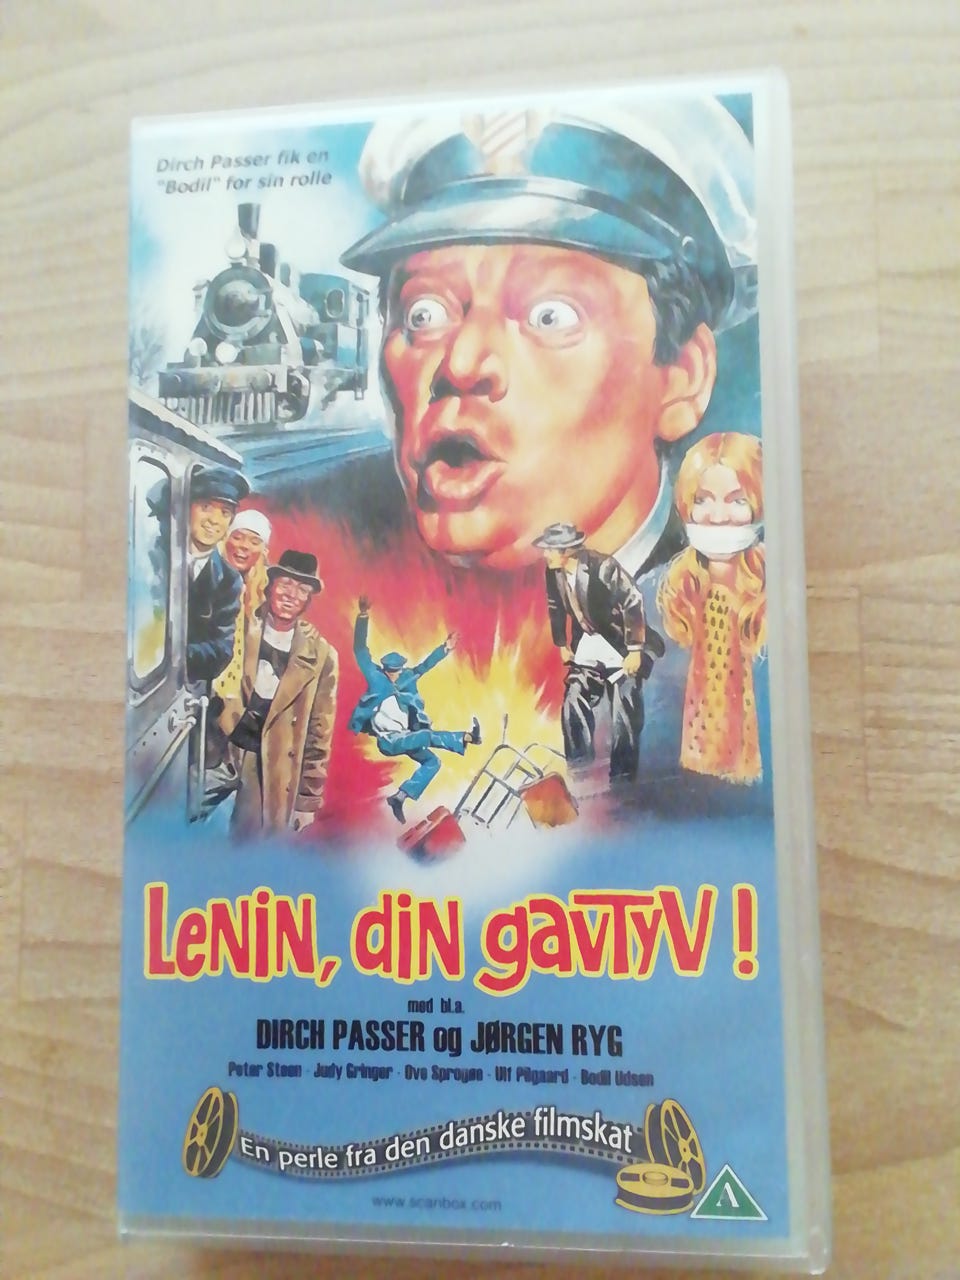 Dirch Passer fik en
"Bodil" for sin rolle
Lenin, din gavtyv!
med bl.a.
DIRCH PASSER og JØRGEN RYG
Peter Steen · Judy Gringer · Ove Sprogøe · Ulf Pilgaard · Bodil Udsen
En perle fra den danske filmskat
www.scanbox.com
A